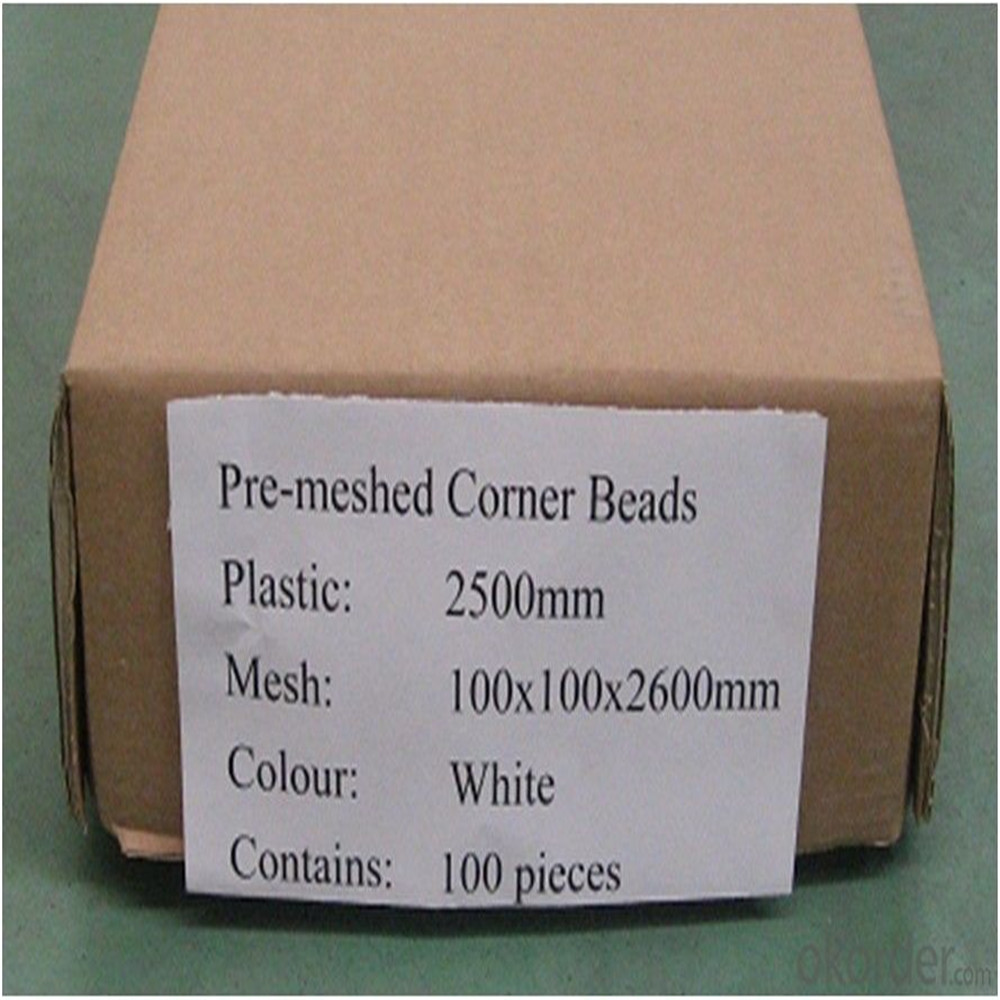 Pre-meshed Corner Beads
Plastic: 2500mm
Mesh: 100x100x2600mm
Colour: White
Contains: 100 pieces
okorder.com